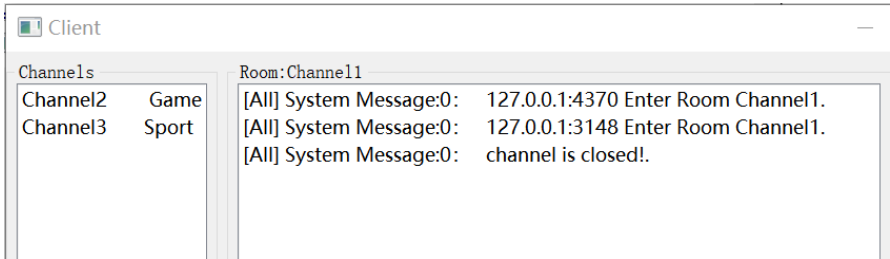 Client
Channels
Channel2 Game
Channel3 Sport
Room:Channel1
[All] System Message:0: 127.0.0.1:4370 Enter Room Channel1.
[All] System Message:0: 127.0.0.1:3148 Enter Room Channel1.
[All] System Message:0: channel is closed!.